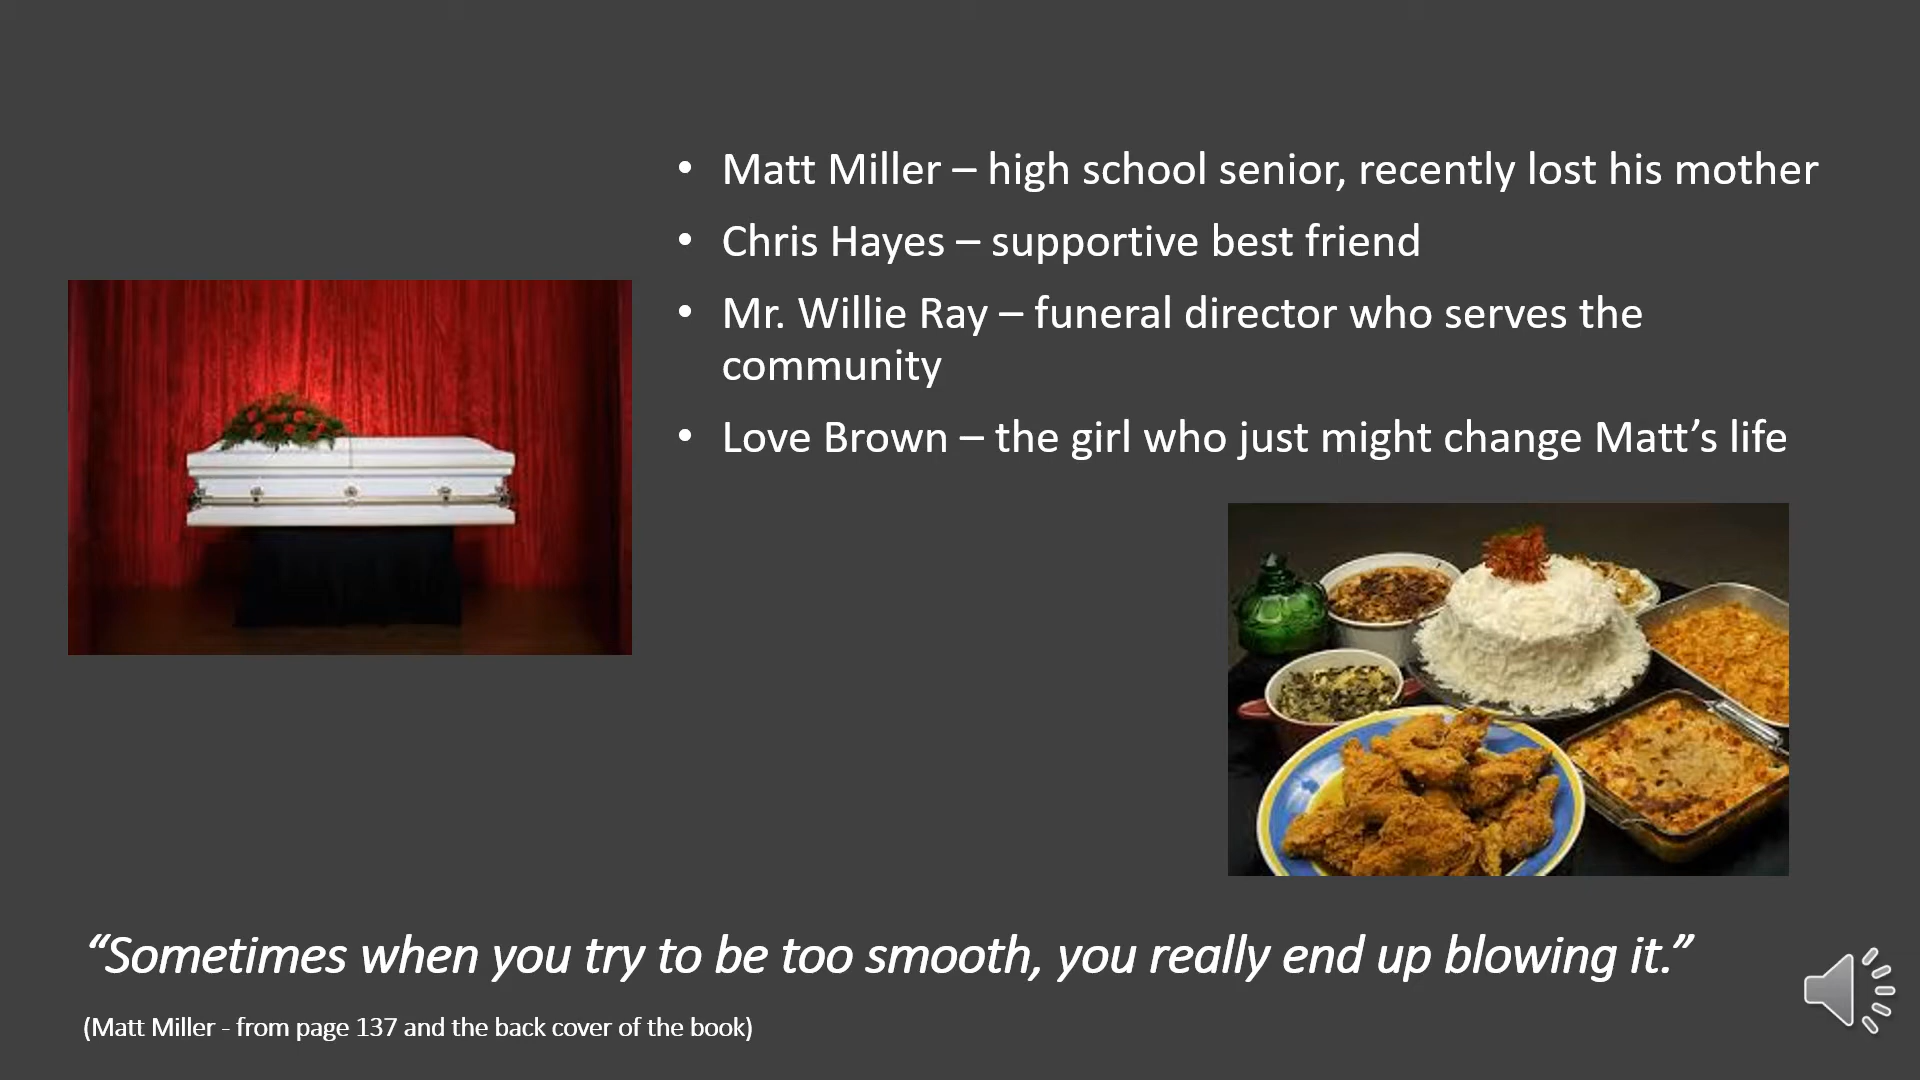 • Matt Miller – high school senior, recently lost his mother
• Chris Hayes – supportive best friend
• Mr. Willie Ray – funeral director who serves the
community
• Love Brown – the girl who just might change Matt’s life
“Sometimes when you try to be too smooth, you really end up blowing it.”
(Matt Miller - from page 137 and the back cover of the book)